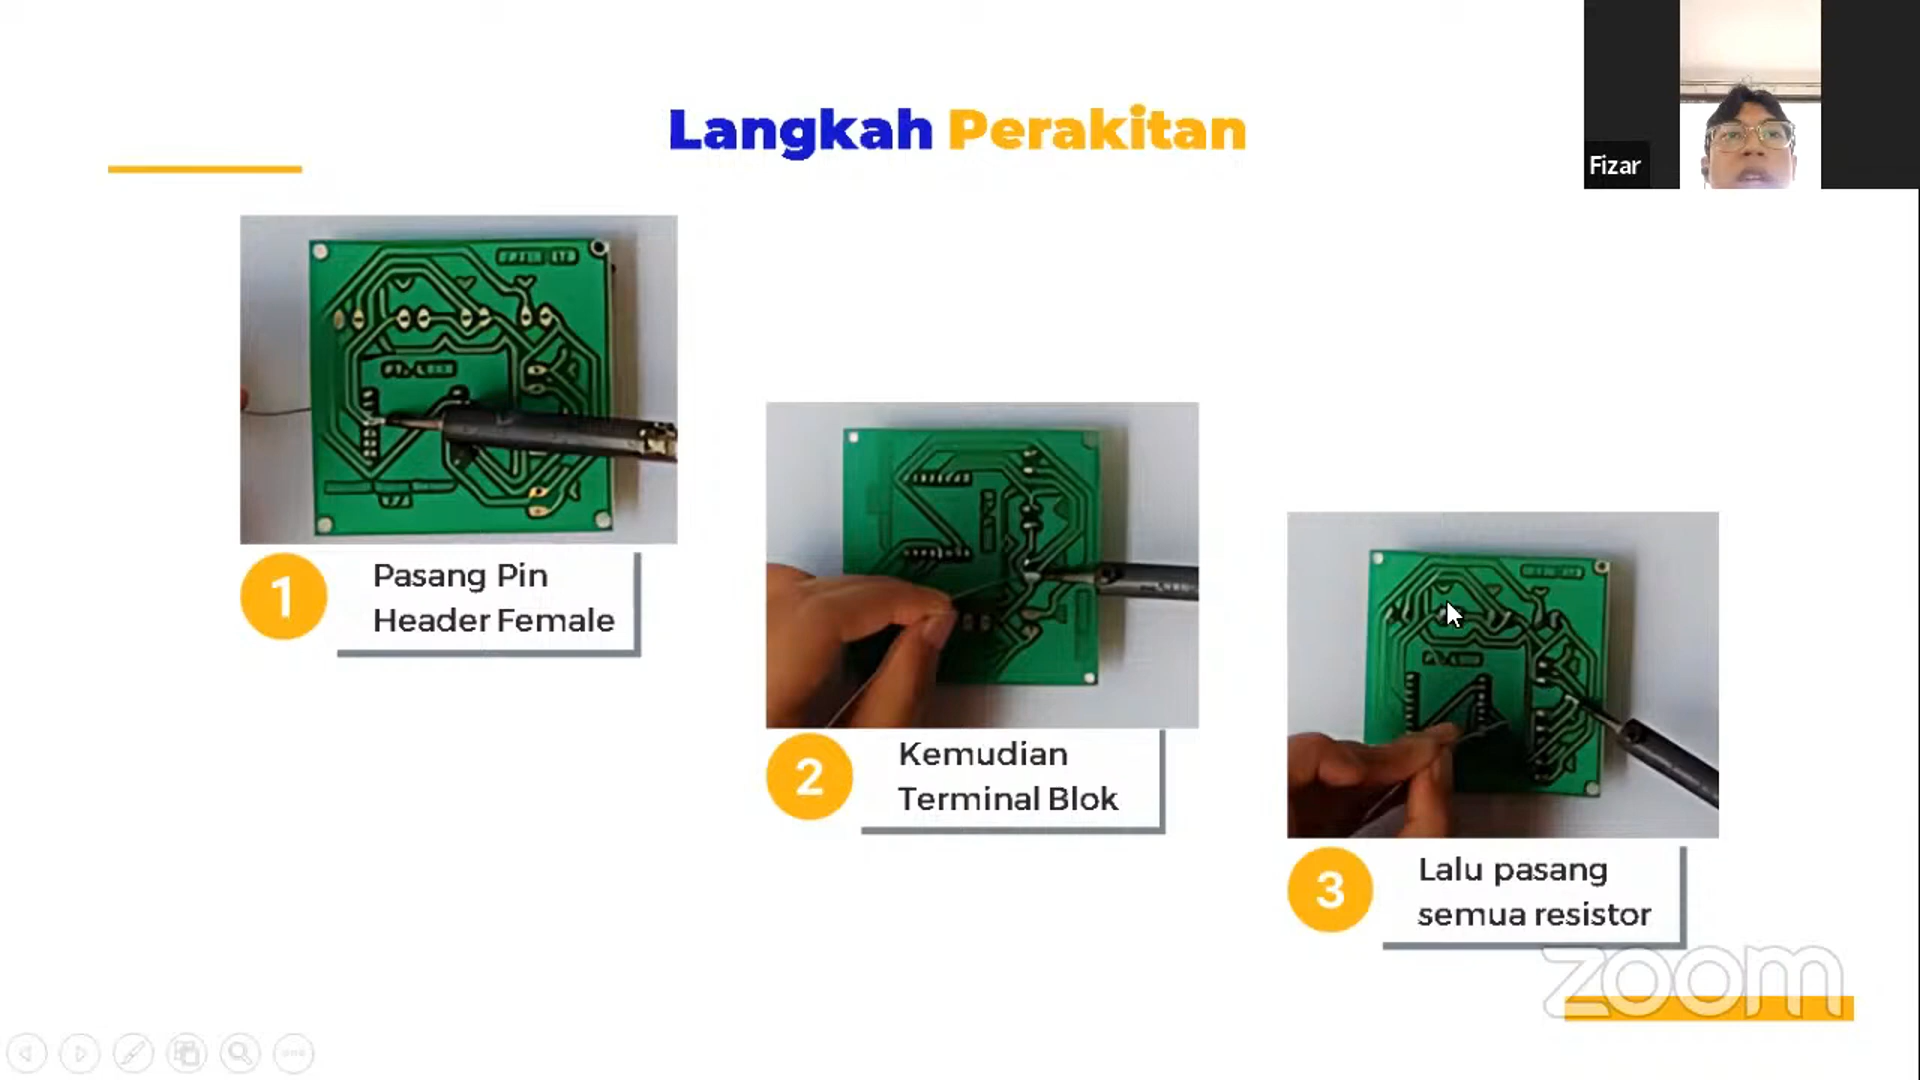 Langkah Perakitan
Fizar
1
Pasang Pin
Header Female
2
Kemudian
Terminal Blok
3
Lalu pasang
semua resistor
zoom